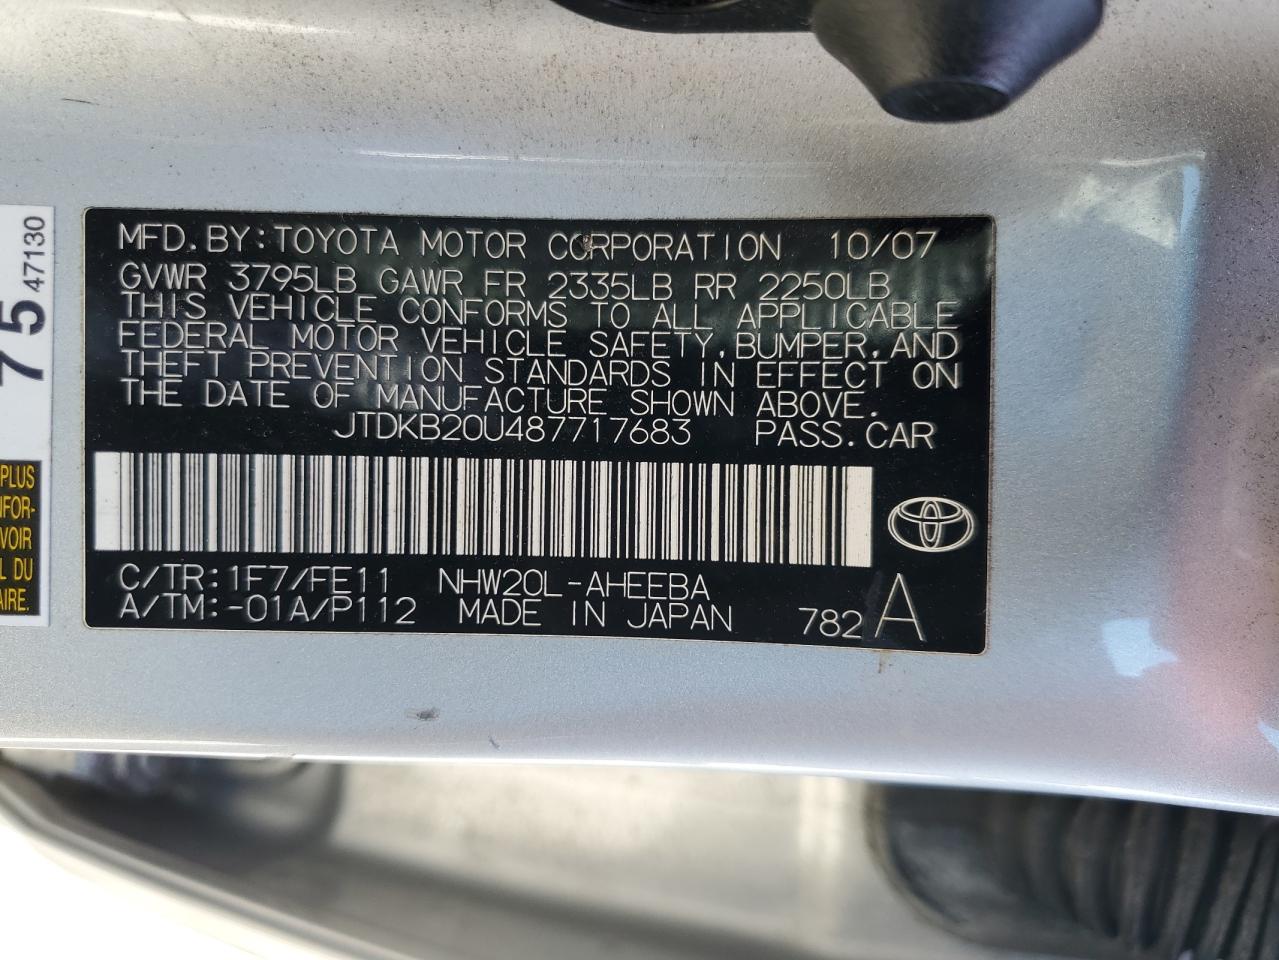 MFD.BY:TOYOTA MOTOR CORPORATION 10/07
GVWR 3795LB GAWR FR 2335LB RR 2250LB
THIS VEHICLE CONFORMS TO ALL APPLICABLE
FEDERAL MOTOR VEHICLE SAFETY,BUMPER,AND
THEFT PREVENTION STANDARDS IN EFFECT ON
THE DATE OF MANUFACTURE SHOWN ABOVE.
JTDKB20U487717683 PASS.CAR
C/TR:1F7/FE11 NHW20L-AHEEBA
A/TM:-01A/P112 MADE IN JAPAN 782 A
75
47130
PLUS
VOIR
DU